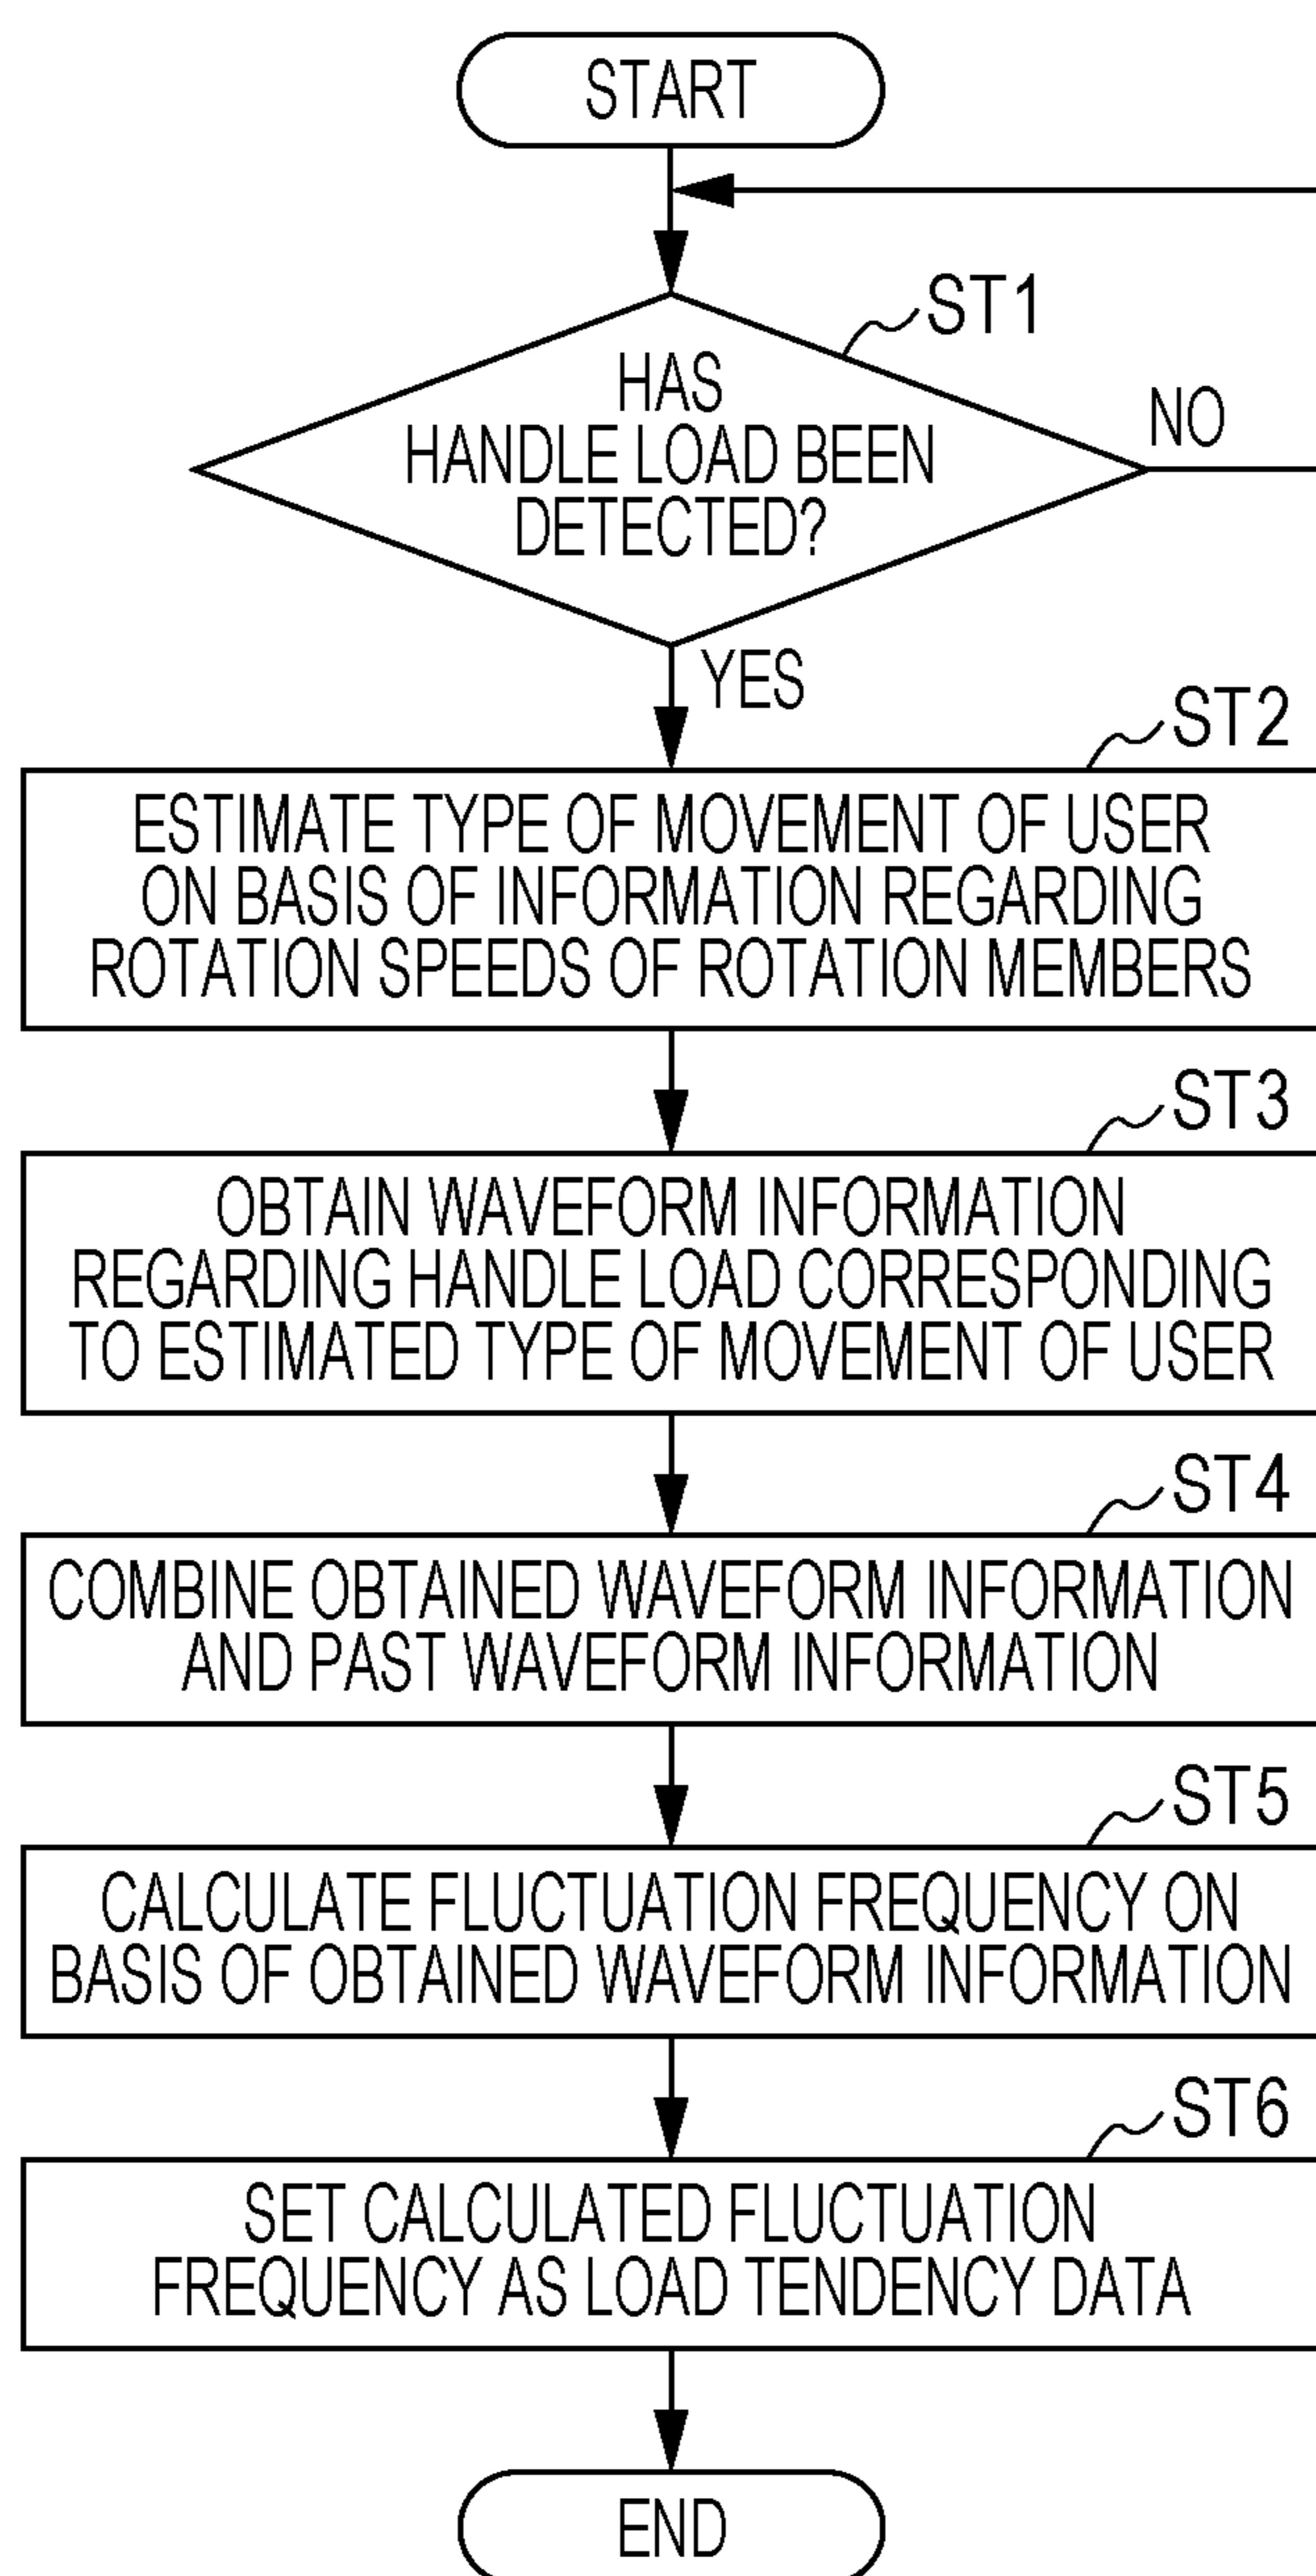 START
ST1
HAS
HANDLE LOAD BEEN
DETECTED?
NO
YES
ST2
ESTIMATE TYPE OF MOVEMENT OF USER
ON BASIS OF INFORMATION REGARDING
ROTATION SPEEDS OF ROTATION MEMBERS
ST3
OBTAIN WAVEFORM INFORMATION
REGARDING HANDLE LOAD CORRESPONDING
TO ESTIMATED TYPE OF MOVEMENT OF USER
ST4
COMBINE OBTAINED WAVEFORM INFORMATION
AND PAST WAVEFORM INFORMATION
ST5
CALCULATE FLUCTUATION FREQUENCY ON
BASIS OF OBTAINED WAVEFORM INFORMATION
ST6
SET CALCULATED FLUCTUATION
FREQUENCY AS LOAD TENDENCY DATA
END